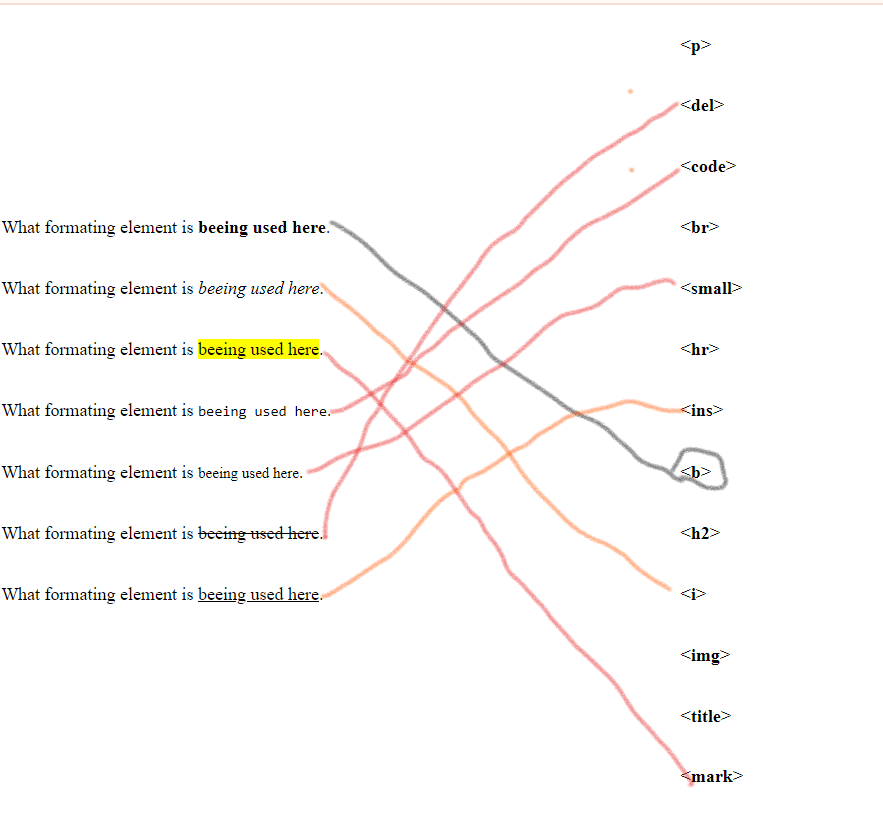 <p>
<del>
<code>
What formating element is beeing used here.
<br>
What formating element is beeing used here.
<small>
What formating element is beeing used here.
<hr>
What formating element is beeing used here.
<ins>
What formating element is beeing used here.
<b>
What formating element is beeing used here.
<h2>
What formating element is beeing used here.
<i>
<img>
<title>
<mark>